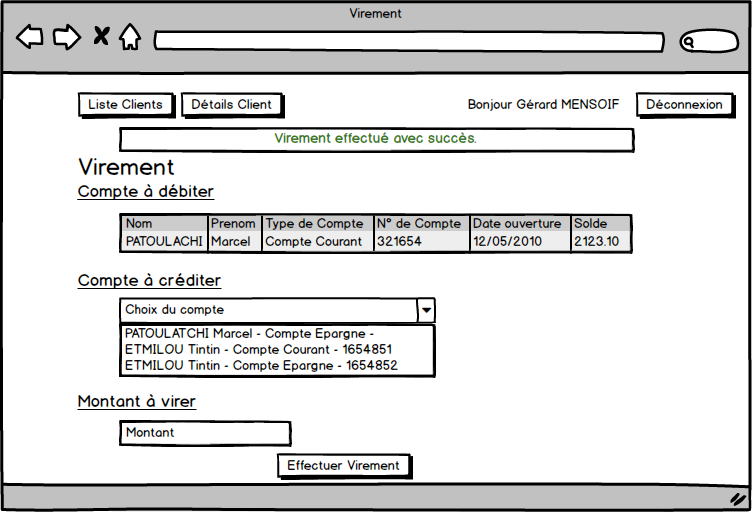 Virement
Liste Clients Détails Client Bonjour Gérard MENSOIF Déconnexion
Virement effectué avec succès.
Virement
Compte à débiter
Nom Prenom Type de Compte N° de Compte Date ouverture Solde
PATOULACHI Marcel Compte Courant 321654 12/05/2010 2123.10
Compte à créditer
Choix du compte
PATOULATCHI Marcel - Compte Epargne -
ETMILOU Tintin - Compte Courant - 1654851
ETMILOU Tintin - Compte Epargne - 1654852
Montant à virer
Montant
Effectuer Virement